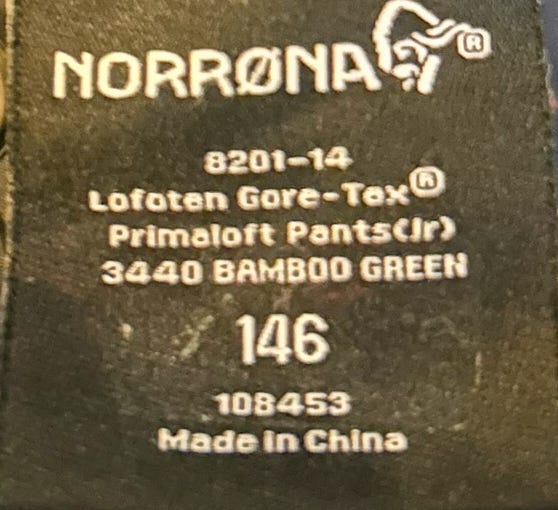 NORRØNA®
8201-14
Lofoten Gore-Tex®
Primaloft Pants(Jr)
3440 BAMBOO GREEN
146
108453
Made in China